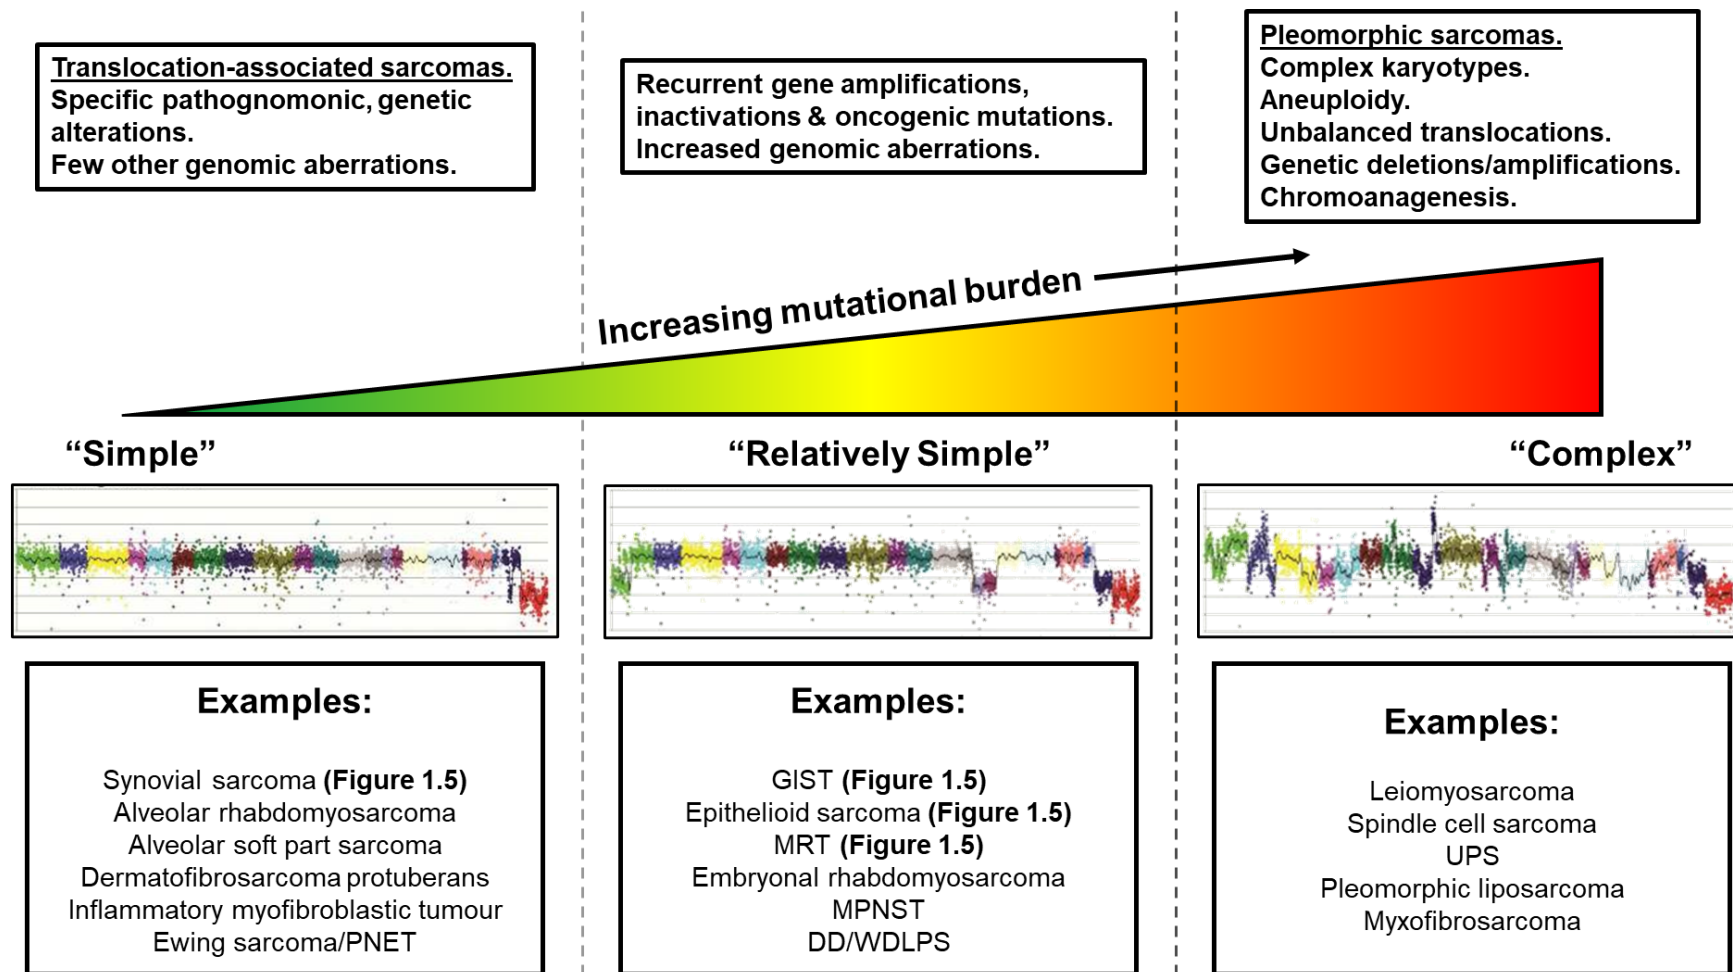 Translocation-associated sarcomas.
Specific pathognomonic, genetic
alterations.
Few other genomic aberrations.
Recurrent gene amplifications,
inactivations & oncogenic mutations.
Increased genomic aberrations.
Pleomorphic sarcomas.
Complex karyotypes.
Aneuploidy.
Unbalanced translocations.
Genetic deletions/amplifications.
Chromoanagenesis.
Increasing mutational burden
“Simple”
“Relatively Simple”
“Complex”
Examples:
Synovial sarcoma (Figure 1.5)
Alveolar rhabdomyosarcoma
Alveolar soft part sarcoma
Dermatofibrosarcoma protuberans
Inflammatory myofibroblastic tumour
Ewing sarcoma/PNET
Examples:
GIST (Figure 1.5)
Epithelioid sarcoma (Figure 1.5)
MRT (Figure 1.5)
Embryonal rhabdomyosarcoma
MPNST
DD/WDLPS
Examples:
Leiomyosarcoma
Spindle cell sarcoma
UPS
Pleomorphic liposarcoma
Myxofibrosarcoma